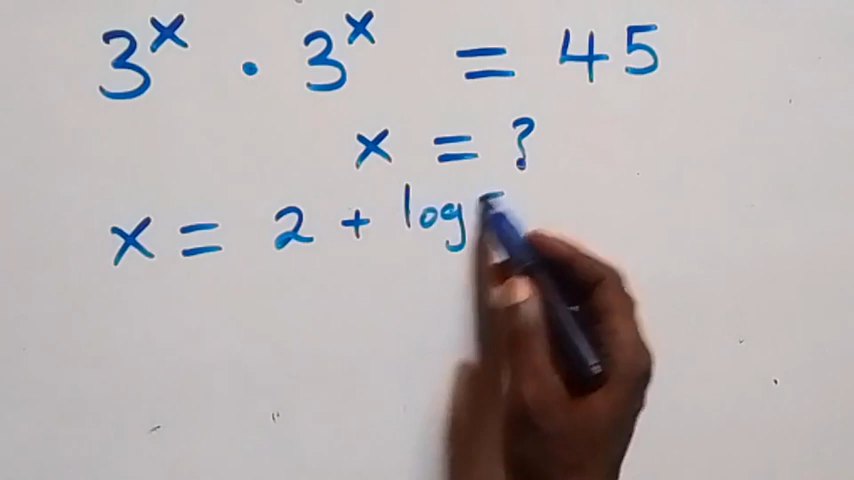 3^x · 3^x = 45
x = ?
x = 2 + log